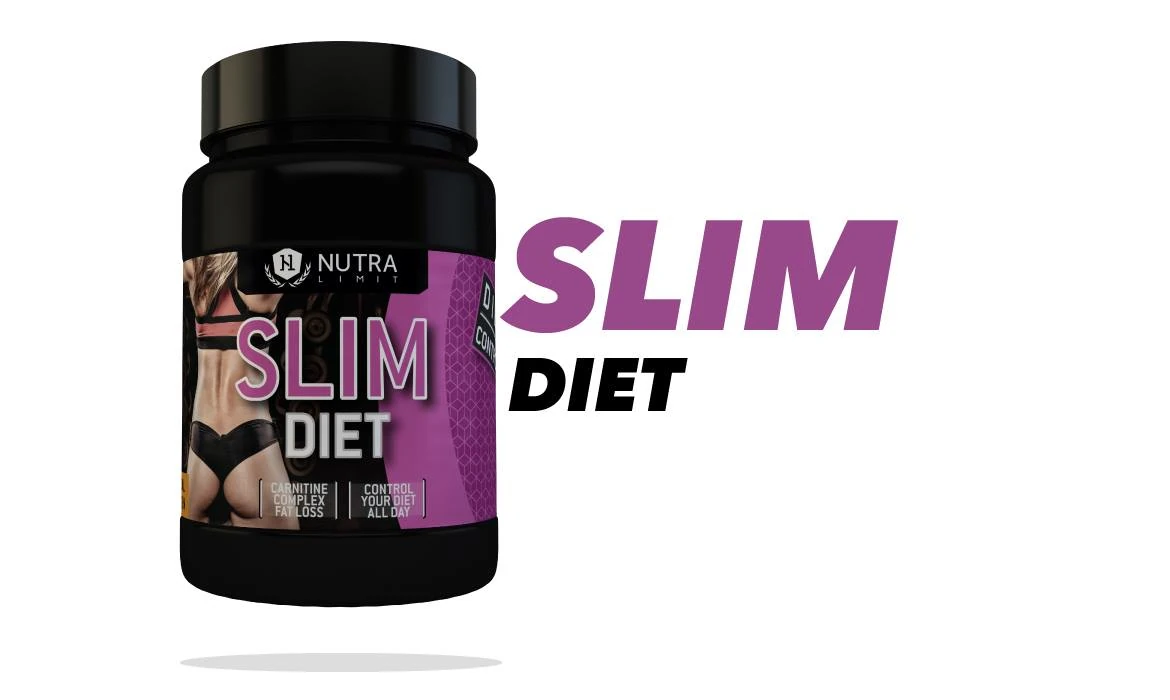 NUTRA
LIMIT
SLIM
DIET
CARNITINE
COMPLEX
FAT LOSS
CONTROL
YOUR DIET
ALL DAY
SLIM
DIET